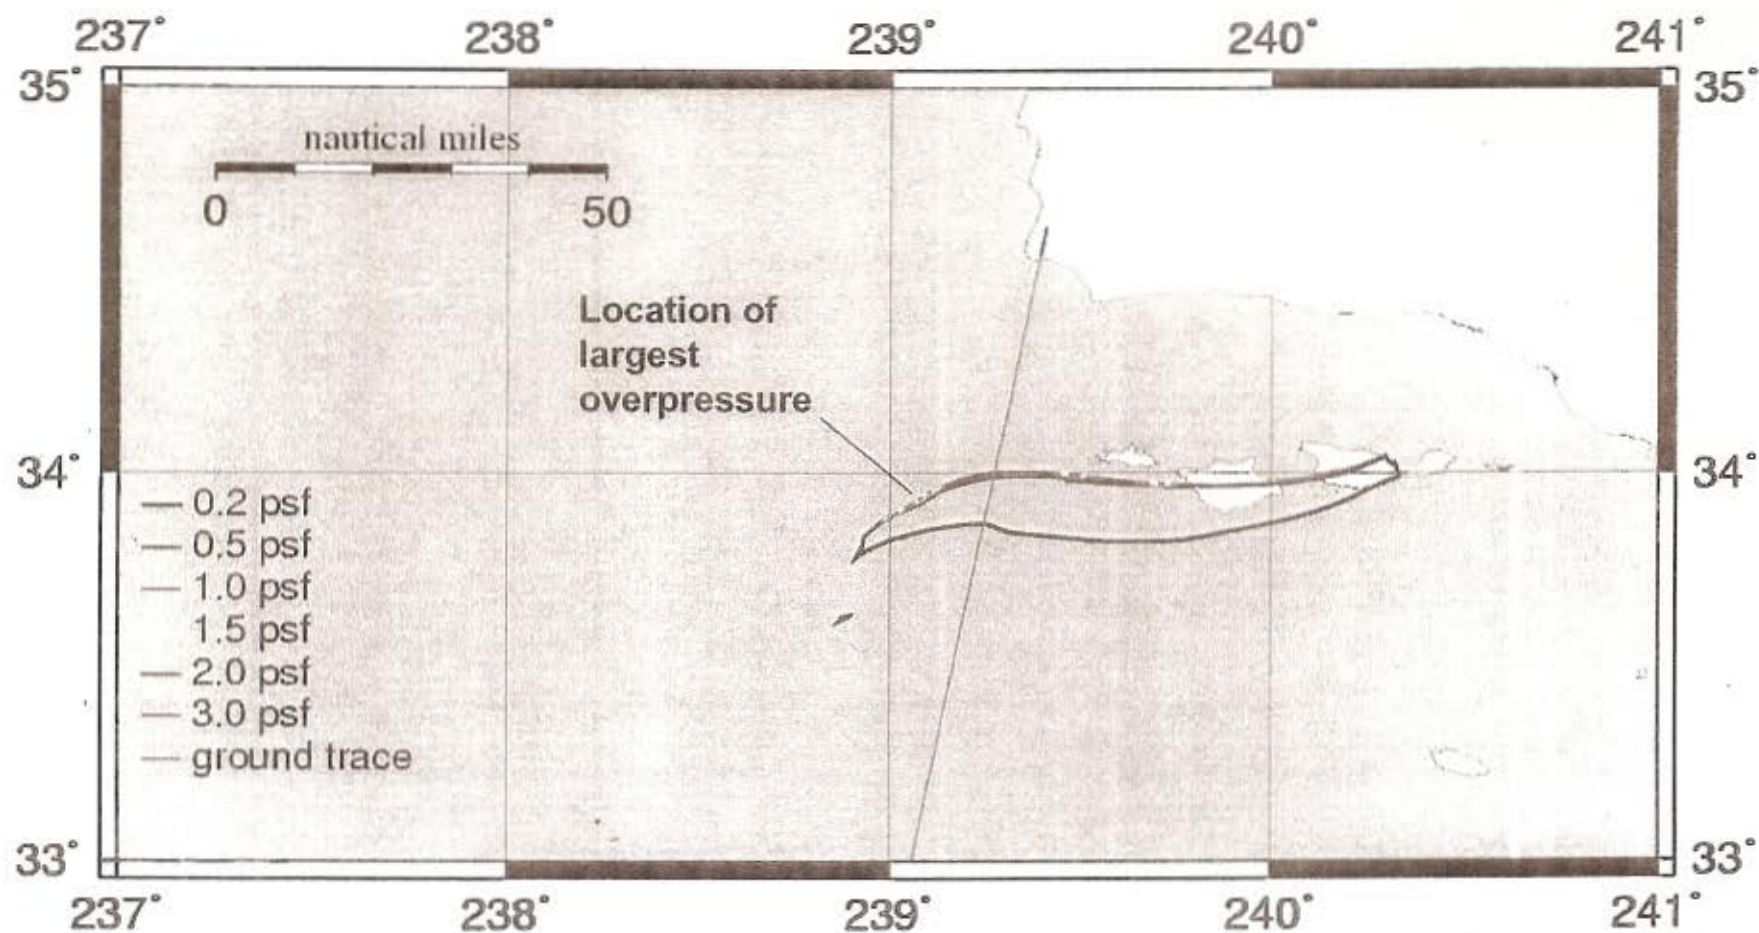 237° 238° 239° 240° 241°
35° 35°
nautical miles
0 50
Location of
largest
overpressure
34° 34°
0.2 psf
0.5 psf
1.0 psf
1.5 psf
2.0 psf
3.0 psf
ground trace
33° 33°
237° 238° 239° 240° 241°